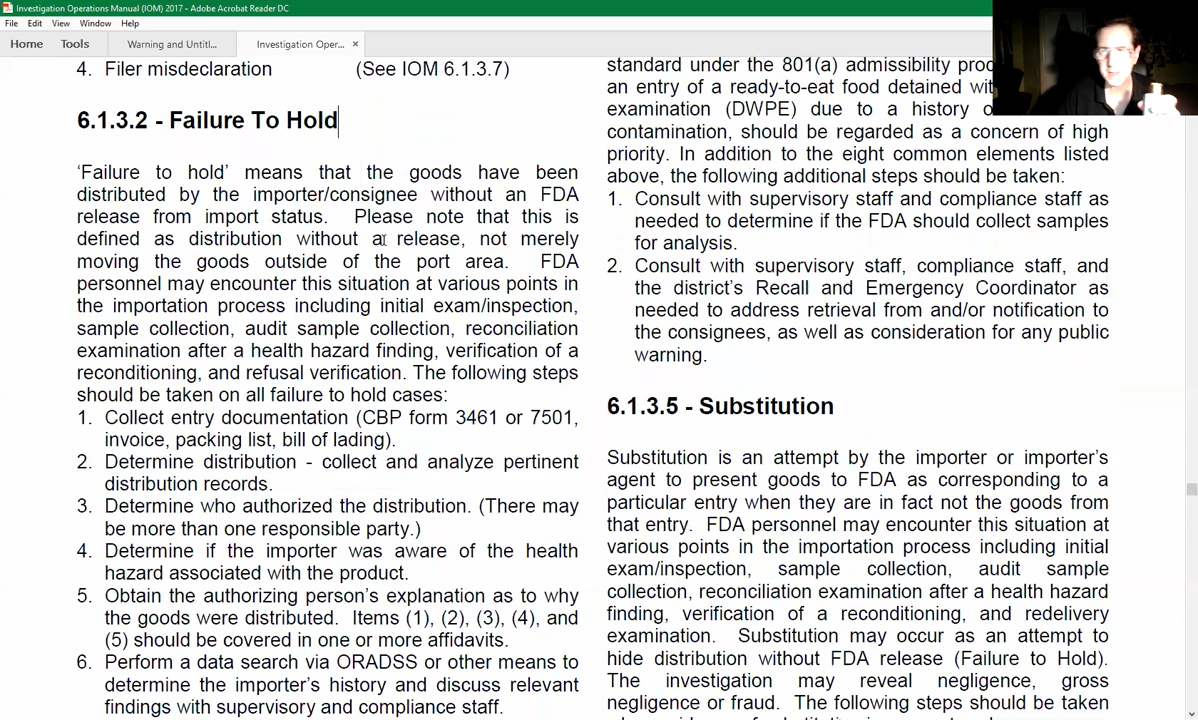 Investigation Operations Manual (IOM) 2017 - Adobe Acrobat Reader DC
File Edit View Window Help
Home Tools Warning and Untitl... Investigation Oper... ×
4. Filer misdeclaration (See IOM 6.1.3.7)
6.1.3.2 - Failure To Hold
‘Failure to hold’ means that the goods have been
distributed by the importer/consignee without an FDA
release from import status. Please note that this is
defined as distribution without a release, not merely
moving the goods outside of the port area. FDA
personnel may encounter this situation at various points in
the importation process including initial exam/inspection,
sample collection, audit sample collection, reconciliation
examination after a health hazard finding, verification of a
reconditioning, and refusal verification. The following steps
should be taken on all failure to hold cases:
1. Collect entry documentation (CBP form 3461 or 7501,
invoice, packing list, bill of lading).
2. Determine distribution - collect and analyze pertinent
distribution records.
3. Determine who authorized the distribution. (There may
be more than one responsible party.)
4. Determine if the importer was aware of the health
hazard associated with the product.
5. Obtain the authorizing person’s explanation as to why
the goods were distributed. Items (1), (2), (3), (4), and
(5) should be covered in one or more affidavits.
6. Perform a data search via ORADSS or other means to
determine the importer’s history and discuss relevant
findings with supervisory and compliance staff.
standard under the 801(a) admissibility
an entry of a ready-to-eat food detained
examination (DWPE) due to a history
contamination, should be regarded as a concern of high
priority. In addition to the eight common elements listed
above, the following additional steps should be taken:
1. Consult with supervisory staff and compliance staff as
needed to determine if the FDA should collect samples
for analysis.
2. Consult with supervisory staff, compliance staff, and
the district’s Recall and Emergency Coordinator as
needed to address retrieval from and/or notification to
the consignees, as well as consideration for any public
warning.
6.1.3.5 - Substitution
Substitution is an attempt by the importer or importer’s
agent to present goods to FDA as corresponding to a
particular entry when they are in fact not the goods from
that entry. FDA personnel may encounter this situation at
various points in the importation process including initial
exam/inspection, sample collection, audit sample
collection, reconciliation examination after a health hazard
finding, verification of a reconditioning, and redelivery
examination. Substitution may occur as an attempt to
hide distribution without FDA release (Failure to Hold).
The investigation may reveal negligence, gross
negligence or fraud. The following steps should be taken